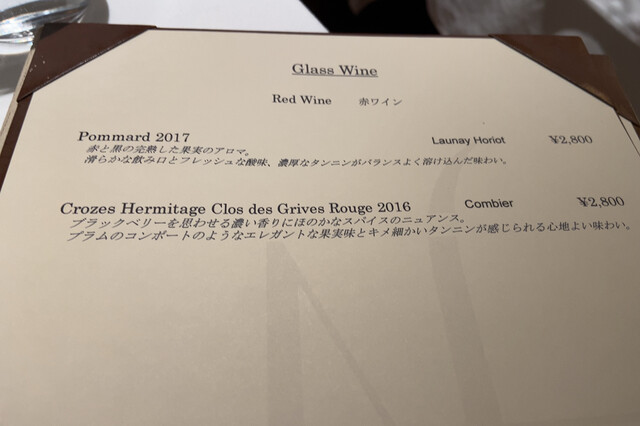 Glass Wine
Red Wine 赤ワイン
Pommard 2017 Launay Horiot ¥2,800
赤と黒の完熟した果実のアロマ。
滑らかな飲み口とフレッシュな酸味、濃厚なタンニンがバランスよく溶け込んだ味わい。
Crozes Hermitage Clos des Grives Rouge 2016 Combier ¥2,800
ブラックベリーを思わせる濃い香りにほのかなスパイスのニュアンス。
プラムのコンポートのようなエレガントな果実味とキメ細かいタンニンが感じられる心地よい味わい。